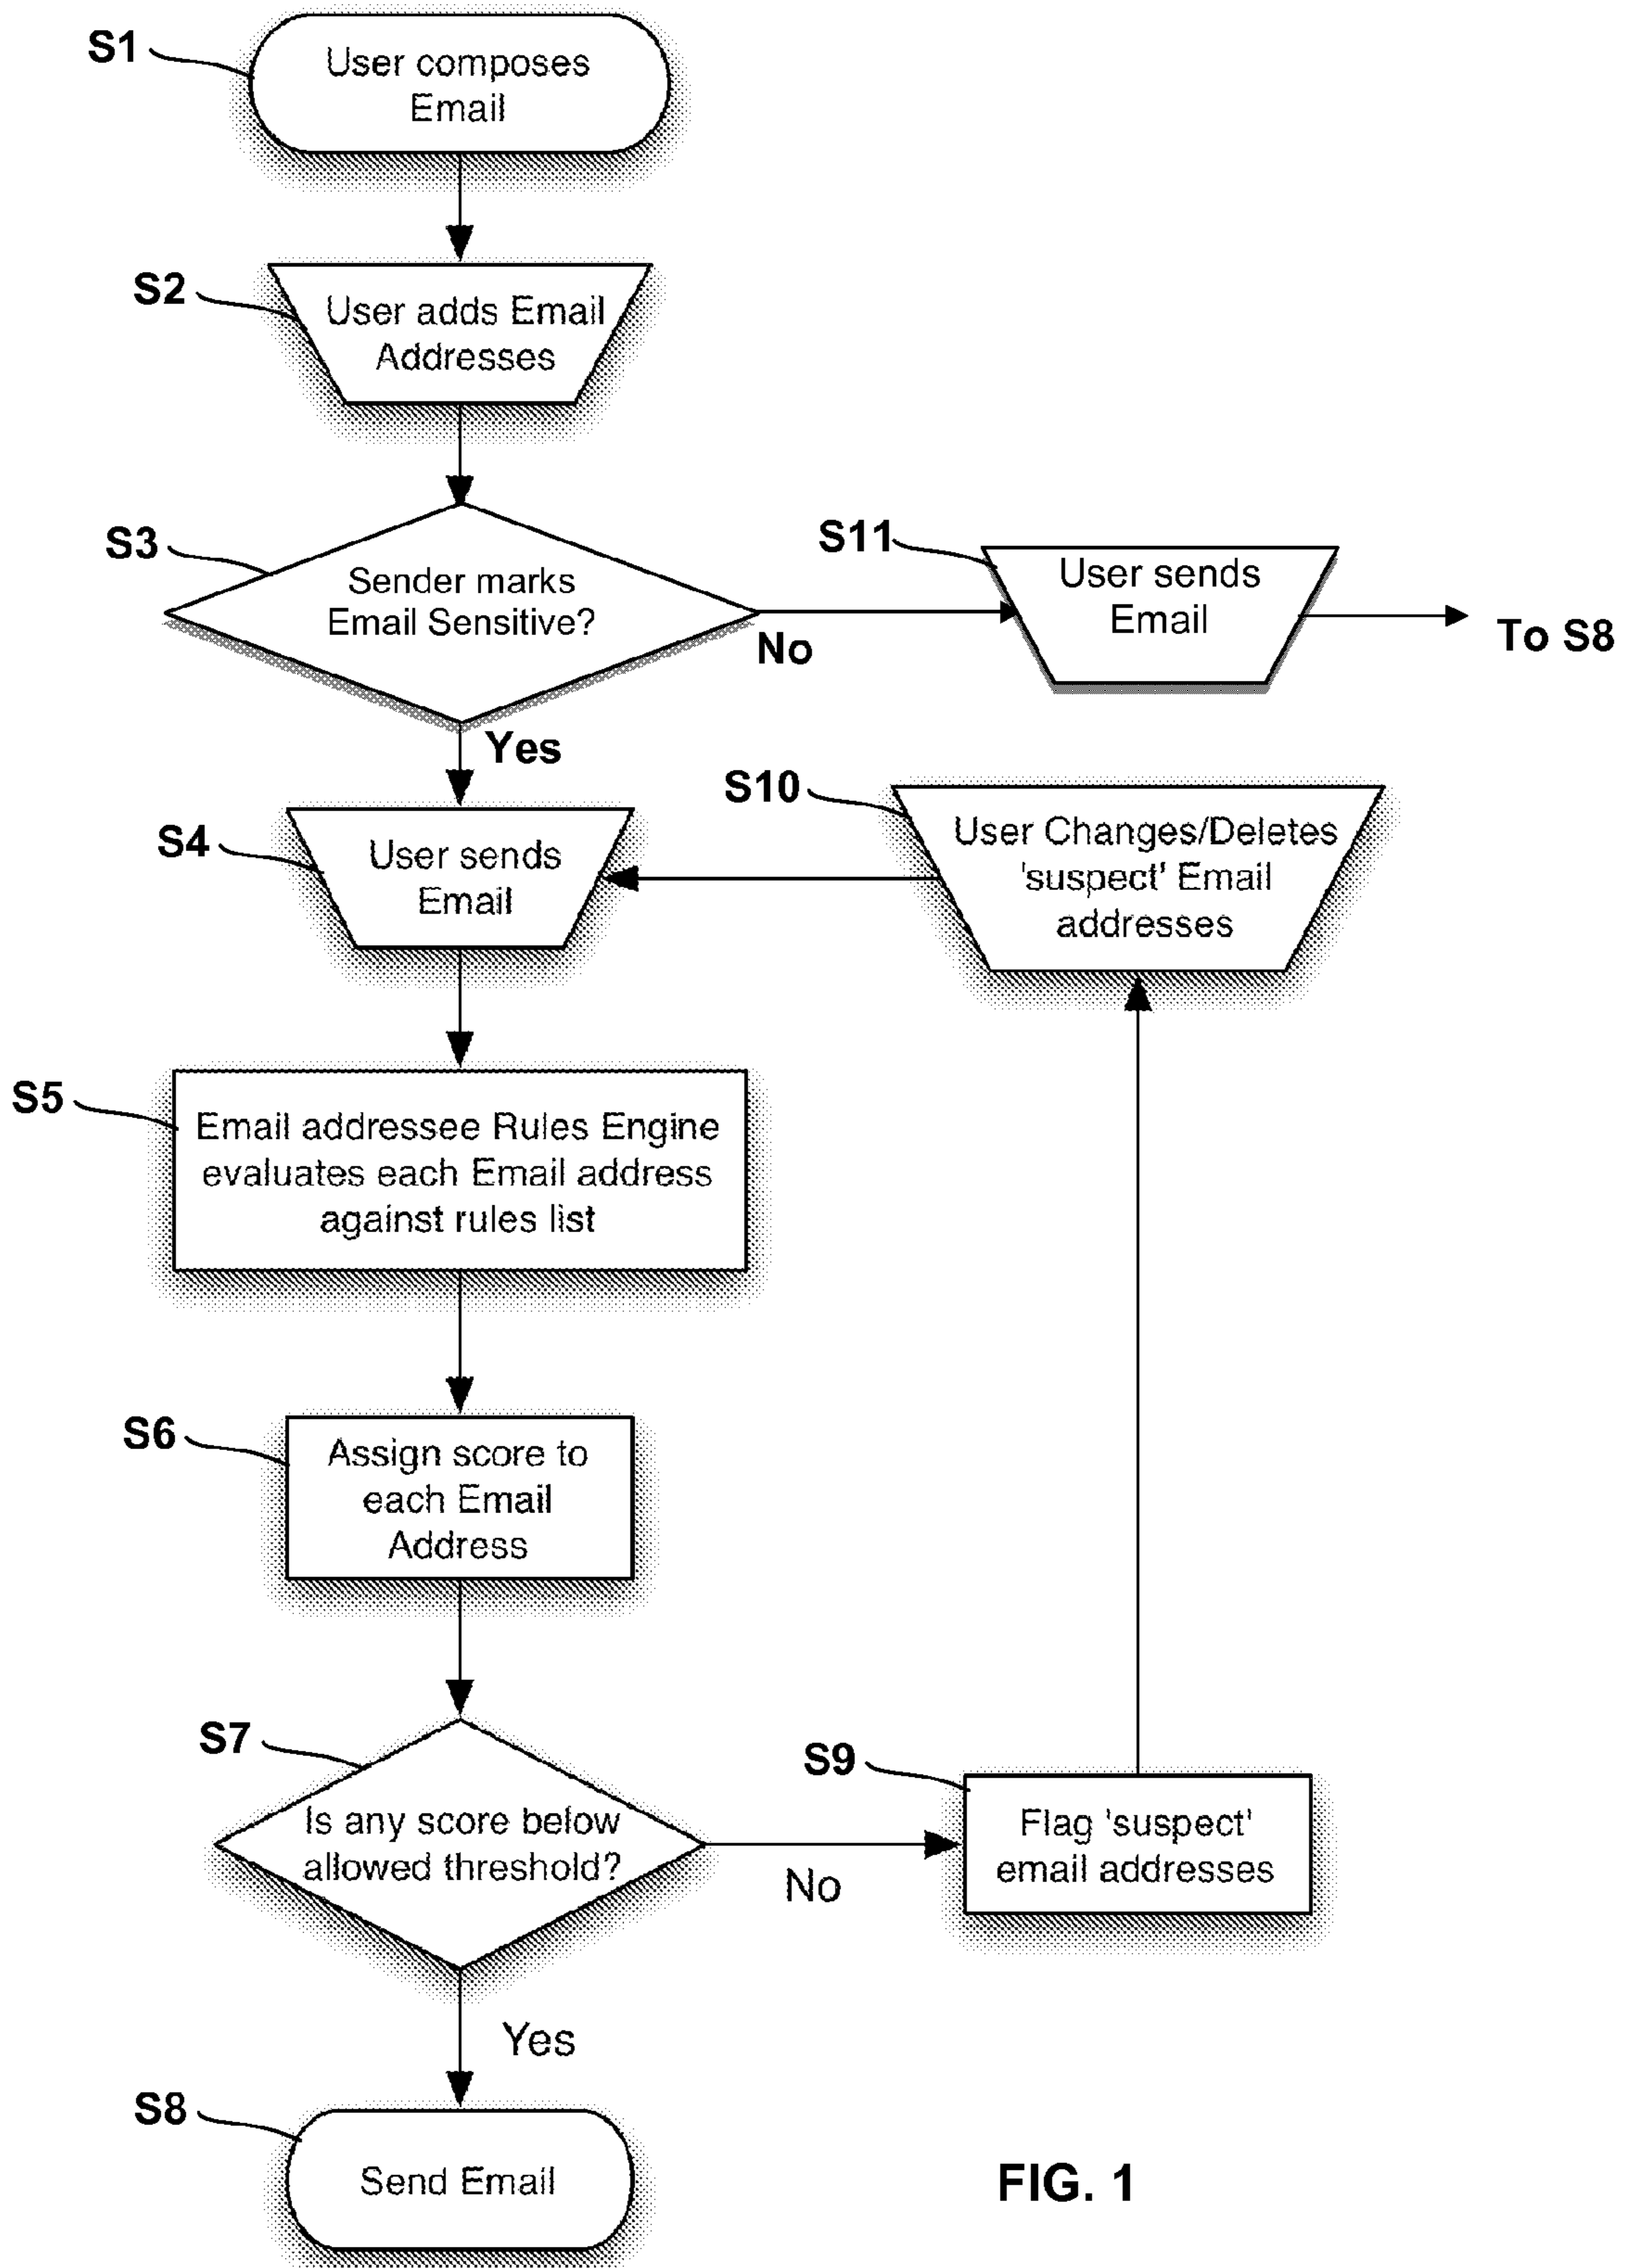 S1
User composes
Email
S2
User adds Email
Addresses
S3
Sender marks
Email Sensitive?
No
S11
User sends
Email
To S8
Yes
S4
User sends
Email
S10
User Changes/Deletes
'suspect' Email
addresses
S5
Email addressee Rules Engine
evaluates each Email address
against rules list
S6
Assign score to
each Email
Address
S7
Is any score below
allowed threshold?
No
S9
Flag 'suspect'
email addresses
Yes
S8
Send Email
FIG. 1